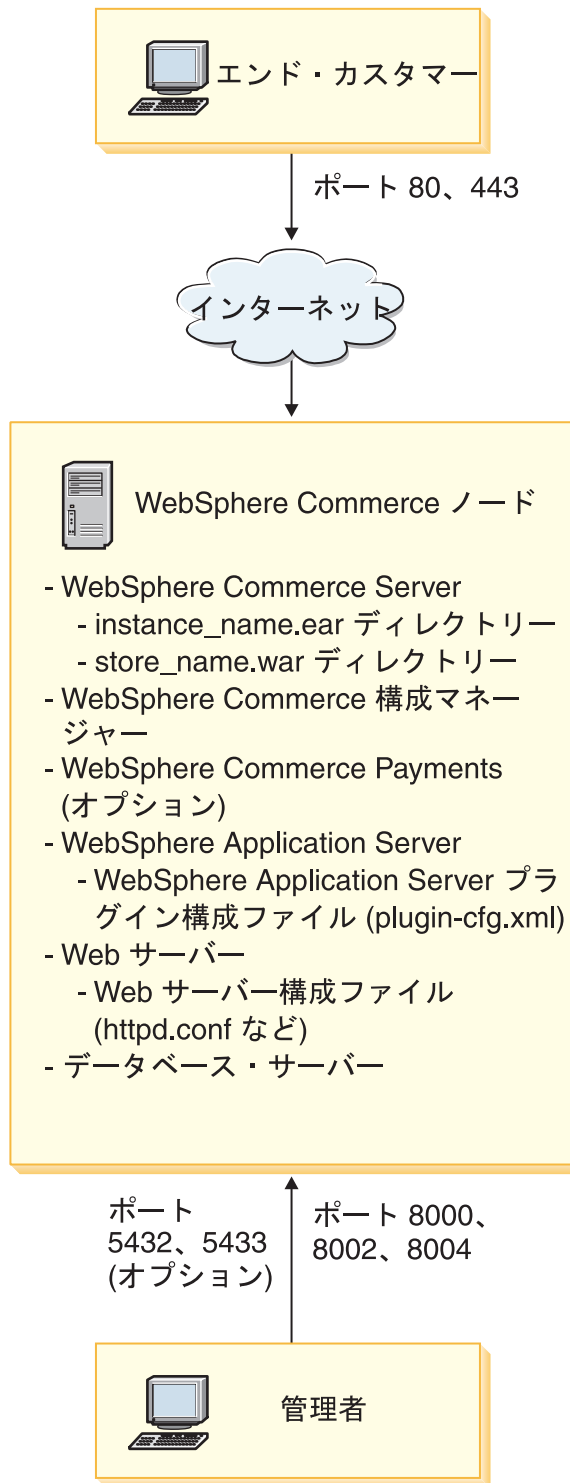 エンド・カスタマー
ポート 80、443
インターネット
WebSphere Commerce ノード
- WebSphere Commerce Server
- instance_name.ear ディレクトリー
- store_name.war ディレクトリー
- WebSphere Commerce 構成マネー
ジャー
- WebSphere Commerce Payments
(オプション)
- WebSphere Application Server
- WebSphere Application Server プラ
グイン構成ファイル (plugin-cfg.xml)
- Web サーバー
- Web サーバー構成ファイル
(httpd.conf など)
- データベース・サーバー
ポート
5432、5433
(オプション)
ポート 8000、
8002、8004
管理者